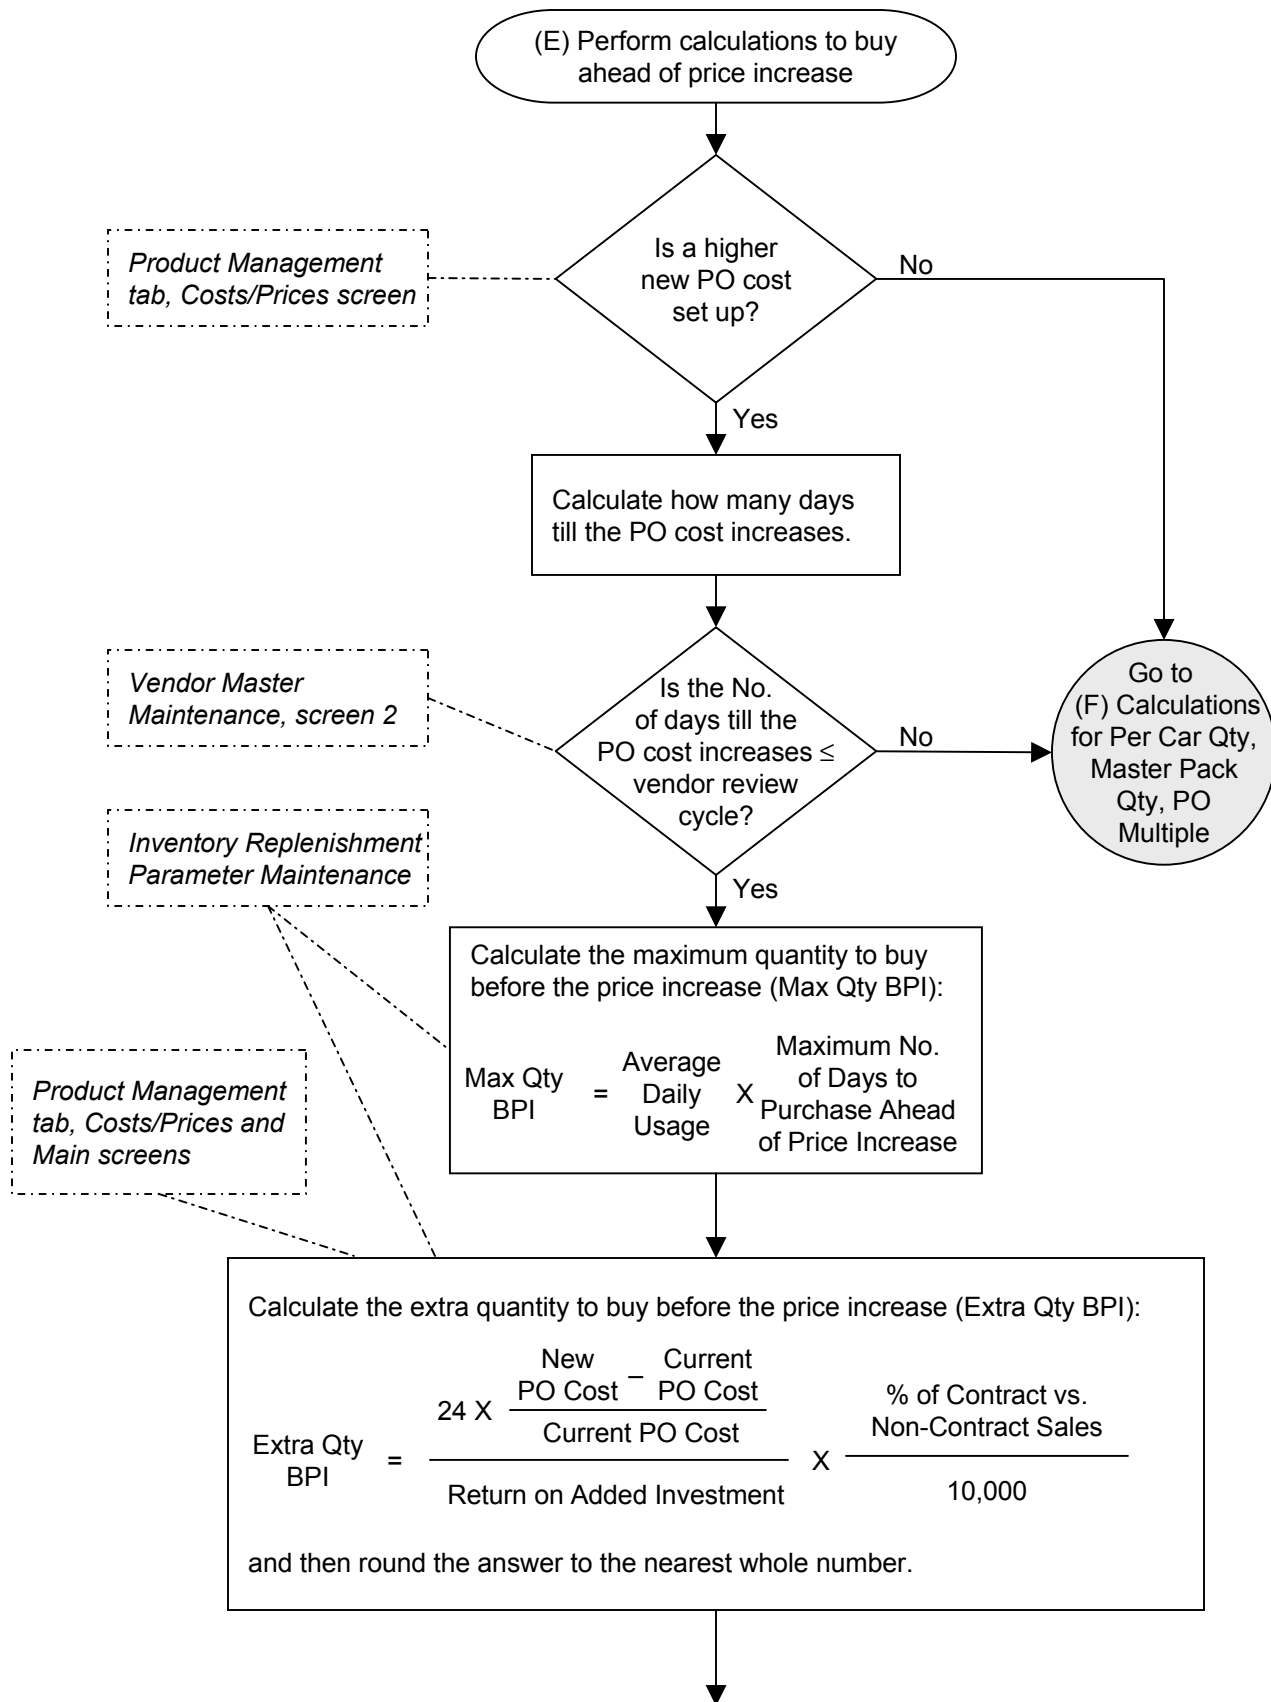 (E) Perform calculations to buy
ahead of price increase
Is a higher
new PO cost
set up?
No
Product Management
tab, Costs/Prices screen
Yes
Calculate how many days
till the PO cost increases.
Is the No.
of days till the
PO cost increases ≤
vendor review
cycle?
No
Vendor Master
Maintenance, screen 2
Go to
(F) Calculations
for Per Car Qty,
Master Pack
Qty, PO
Multiple
Inventory Replenishment
Parameter Maintenance
Yes
Calculate the maximum quantity to buy
before the price increase (Max Qty BPI):
Max Qty
BPI
=
Average
Daily
Usage
X
Maximum No.
of Days to
Purchase Ahead
of Price Increase
Product Management
tab, Costs/Prices and
Main screens
Calculate the extra quantity to buy before the price increase (Extra Qty BPI):
Extra Qty
BPI
=
24 X
New
PO Cost
–
Current
PO Cost
Current PO Cost
Return on Added Investment
X
% of Contract vs.
Non-Contract Sales
10,000
and then round the answer to the nearest whole number.